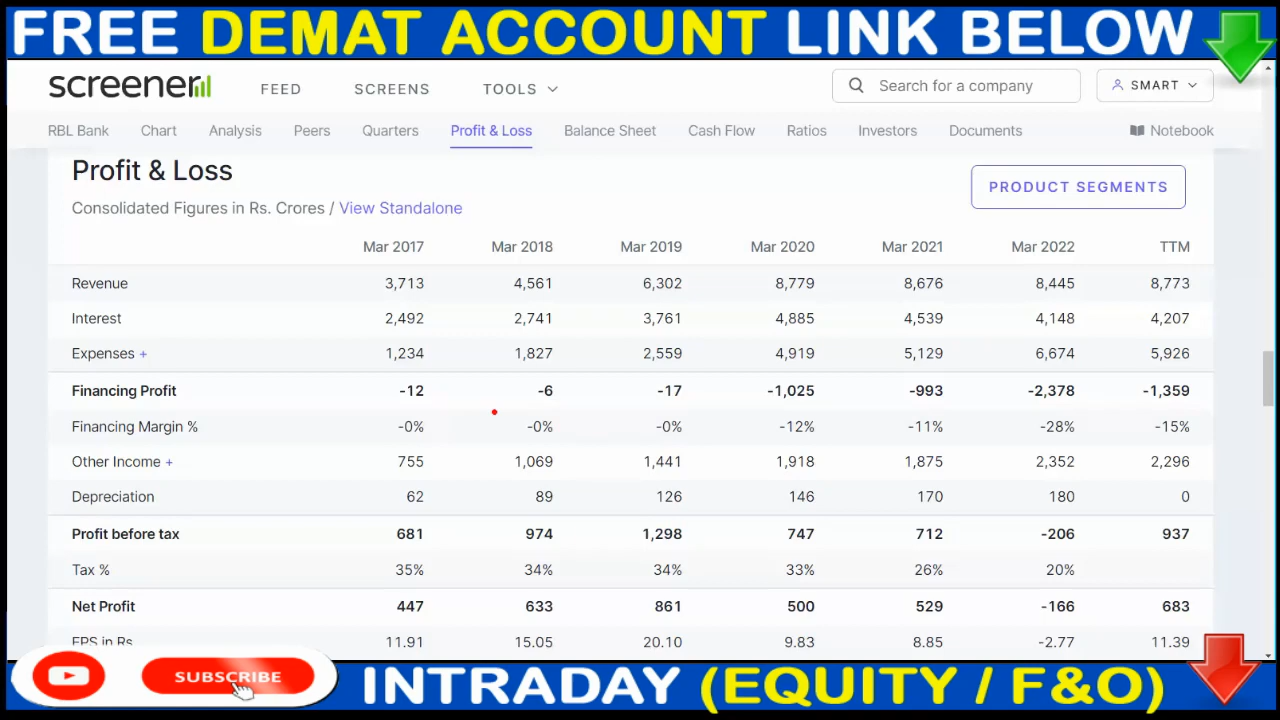 FREE DEMAT ACCOUNT LINK BELOW
screener FEED SCREENS TOOLS Search for a company SMART
RBL Bank Chart Analysis Peers Quarters Profit & Loss Balance Sheet Cash Flow Ratios Investors Documents Notebook
Profit & Loss
PRODUCT SEGMENTS
Consolidated Figures in Rs. Crores / View Standalone
Mar 2017 Mar 2018 Mar 2019 Mar 2020 Mar 2021 Mar 2022 TTM
Revenue 3,713 4,561 6,302 8,779 8,676 8,445 8,773
Interest 2,492 2,741 3,761 4,885 4,539 4,148 4,207
Expenses + 1,234 1,827 2,559 4,919 5,129 6,674 5,926
Financing Profit -12 -6 -17 -1,025 -993 -2,378 -1,359
Financing Margin % -0% -0% -0% -12% -11% -28% -15%
Other Income + 755 1,069 1,441 1,918 1,875 2,352 2,296
Depreciation 62 89 126 146 170 180 0
Profit before tax 681 974 1,298 747 712 -206 937
Tax % 35% 34% 34% 33% 26% 20%
Net Profit 447 633 861 500 529 -166 683
EPS in Rs 11.91 15.05 20.10 9.83 8.85 -2.77 11.39
SUBSCRIBE
INTRADAY (EQUITY / F&O)